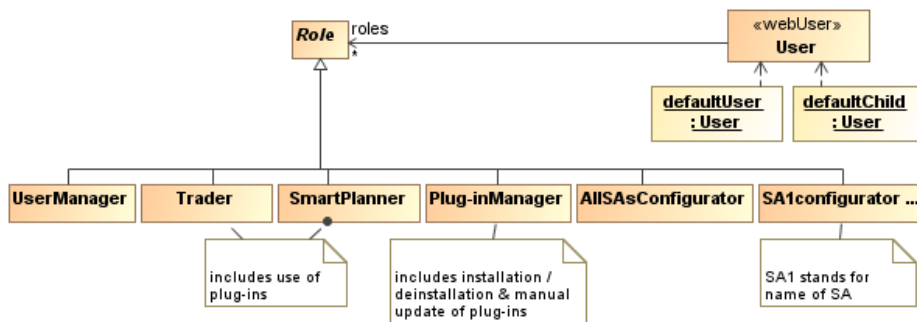 Role
roles
*
«webUser»
User
defaultUser
: User
defaultChild
: User
UserManager
Trader
SmartPlanner
Plug-inManager
AllSAsConfigurator
SA1configurator ...
includes use of
plug-ins
includes installation /
deinstallation & manual
update of plug-ins
SA1 stands for
name of SA